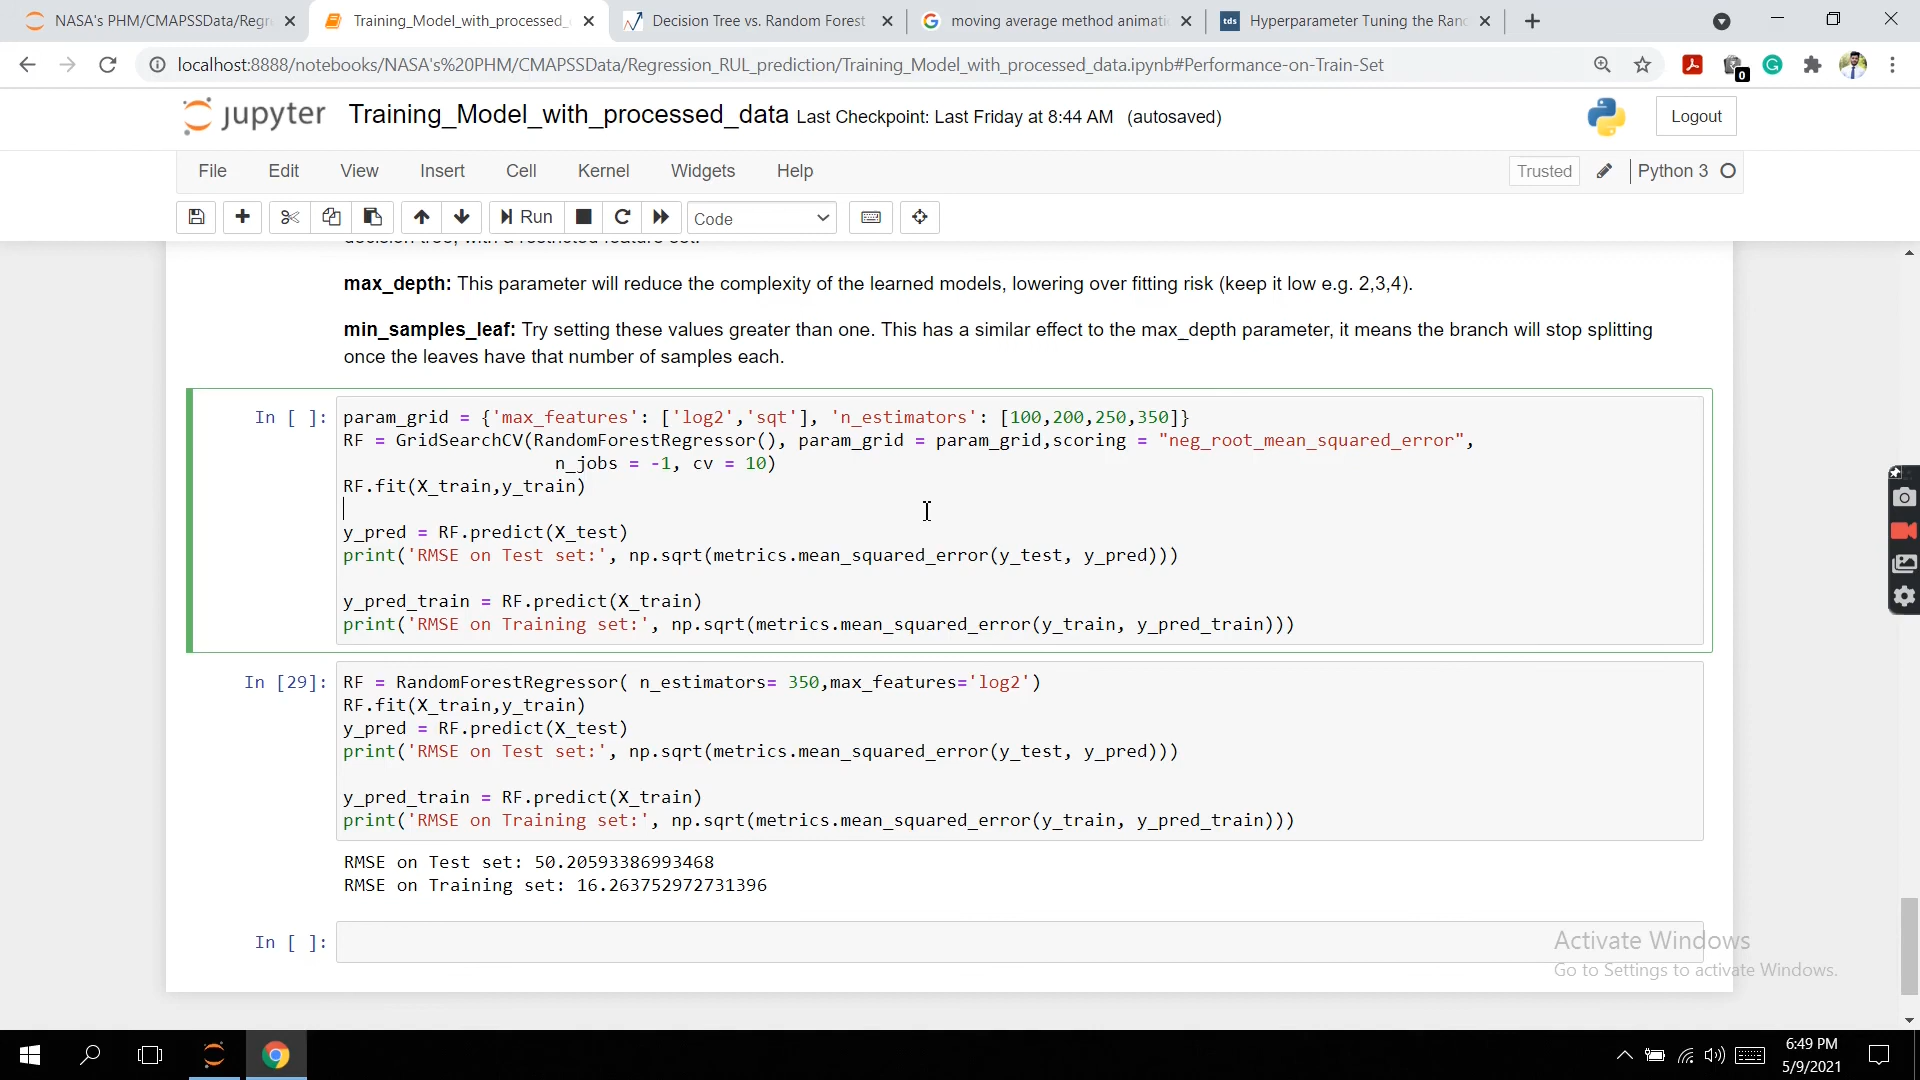 NASA's PHM/CMAPSSData/Regre
Training_Model_with_processed_
Decision Tree vs. Random Forest
moving average method animati
Hyperparameter Tuning the Ran
localhost:8888/notebooks/NASA's%20PHM/CMAPSSData/Regression_RUL_prediction/Training_Model_with_processed_data.ipynb#Performance-on-Train-Set
jupyter Training_Model_with_processed_data Last Checkpoint: Last Friday at 8:44 AM (autosaved)
Logout
File Edit View Insert Cell Kernel Widgets Help
Trusted Python 3
Run Code
max_depth: This parameter will reduce the complexity of the learned models, lowering over fitting risk (keep it low e.g. 2,3,4).
min_samples_leaf: Try setting these values greater than one. This has a similar effect to the max_depth parameter, it means the branch will stop splitting
once the leaves have that number of samples each.
In [ ]: param_grid = {'max_features': ['log2','sqt'], 'n_estimators': [100,200,250,350]}
RF = GridSearchCV(RandomForestRegressor(), param_grid = param_grid,scoring = "neg_root_mean_squared_error",
n_jobs = -1, cv = 10)
RF.fit(X_train,y_train)
y_pred = RF.predict(X_test)
print('RMSE on Test set:', np.sqrt(metrics.mean_squared_error(y_test, y_pred)))
y_pred_train = RF.predict(X_train)
print('RMSE on Training set:', np.sqrt(metrics.mean_squared_error(y_train, y_pred_train)))
In [29]: RF = RandomForestRegressor( n_estimators= 350,max_features='log2')
RF.fit(X_train,y_train)
y_pred = RF.predict(X_test)
print('RMSE on Test set:', np.sqrt(metrics.mean_squared_error(y_test, y_pred)))
y_pred_train = RF.predict(X_train)
print('RMSE on Training set:', np.sqrt(metrics.mean_squared_error(y_train, y_pred_train)))
RMSE on Test set: 50.20593386993468
RMSE on Training set: 16.263752972731396
In [ ]:
Activate Windows
Go to Settings to activate Windows.
6:49 PM
5/9/2021